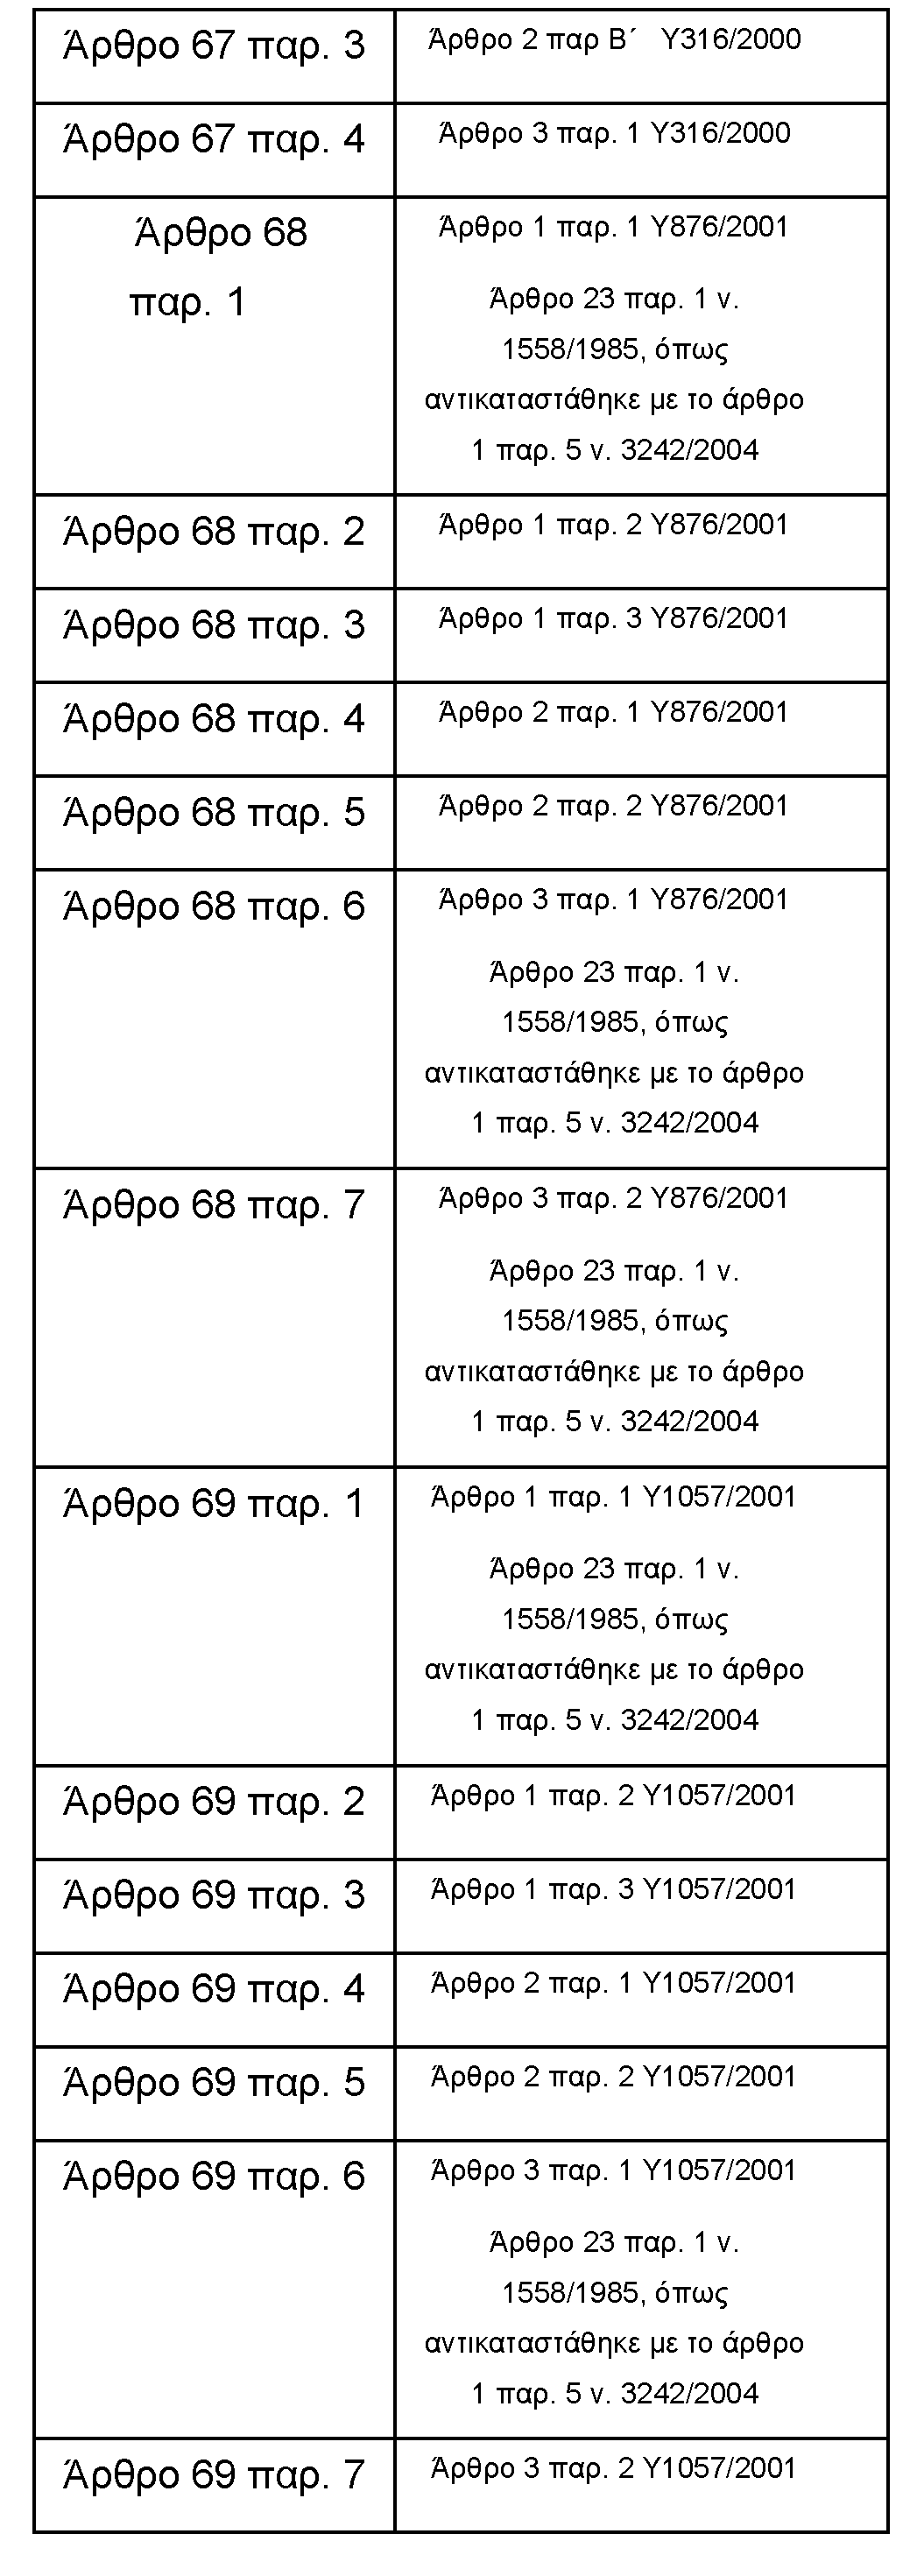 Άρθρο 67 παρ. 3
Άρθρο 2 παρ Β΄ Υ316/2000
Άρθρο 67 παρ. 4
Άρθρο 3 παρ. 1 Υ316/2000
Άρθρο 68
παρ. 1
Άρθρο 1 παρ. 1 Υ876/2001
Άρθρο 23 παρ. 1 ν.
1558/1985, όπως
αντικαταστάθηκε με το άρθρο
1 παρ. 5 ν. 3242/2004
Άρθρο 68 παρ. 2
Άρθρο 1 παρ. 2 Υ876/2001
Άρθρο 68 παρ. 3
Άρθρο 1 παρ. 3 Υ876/2001
Άρθρο 68 παρ. 4
Άρθρο 2 παρ. 1 Υ876/2001
Άρθρο 68 παρ. 5
Άρθρο 2 παρ. 2 Υ876/2001
Άρθρο 68 παρ. 6
Άρθρο 3 παρ. 1 Υ876/2001
Άρθρο 23 παρ. 1 ν.
1558/1985, όπως
αντικαταστάθηκε με το άρθρο
1 παρ. 5 ν. 3242/2004
Άρθρο 68 παρ. 7
Άρθρο 3 παρ. 2 Υ876/2001
Άρθρο 23 παρ. 1 ν.
1558/1985, όπως
αντικαταστάθηκε με το άρθρο
1 παρ. 5 ν. 3242/2004
Άρθρο 69 παρ. 1
Άρθρο 1 παρ. 1 Υ1057/2001
Άρθρο 23 παρ. 1 ν.
1558/1985, όπως
αντικαταστάθηκε με το άρθρο
1 παρ. 5 ν. 3242/2004
Άρθρο 69 παρ. 2
Άρθρο 1 παρ. 2 Υ1057/2001
Άρθρο 69 παρ. 3
Άρθρο 1 παρ. 3 Υ1057/2001
Άρθρο 69 παρ. 4
Άρθρο 2 παρ. 1 Υ1057/2001
Άρθρο 69 παρ. 5
Άρθρο 2 παρ. 2 Υ1057/2001
Άρθρο 69 παρ. 6
Άρθρο 3 παρ. 1 Υ1057/2001
Άρθρο 23 παρ. 1 ν.
1558/1985, όπως
αντικαταστάθηκε με το άρθρο
1 παρ. 5 ν. 3242/2004
Άρθρο 69 παρ. 7
Άρθρο 3 παρ. 2 Υ1057/2001